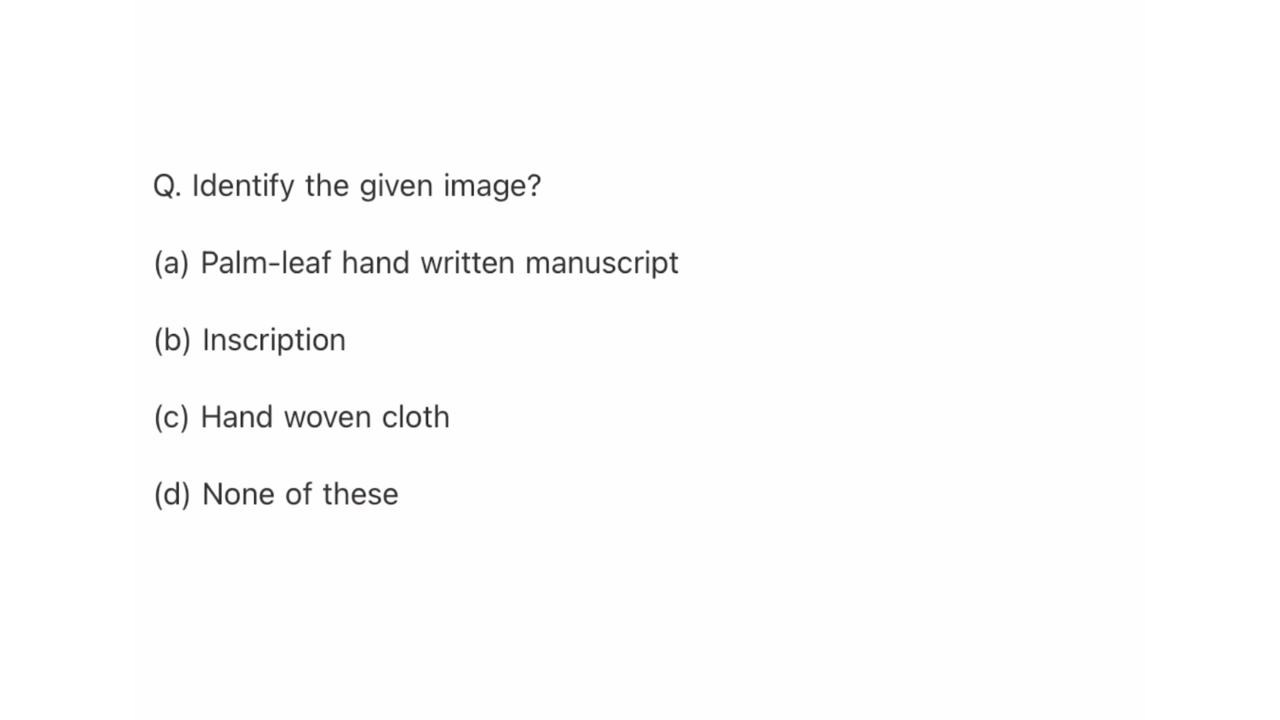 Q. Identify the given image?
(a) Palm-leaf hand written manuscript
(b) Inscription
(c) Hand woven cloth
(d) None of these